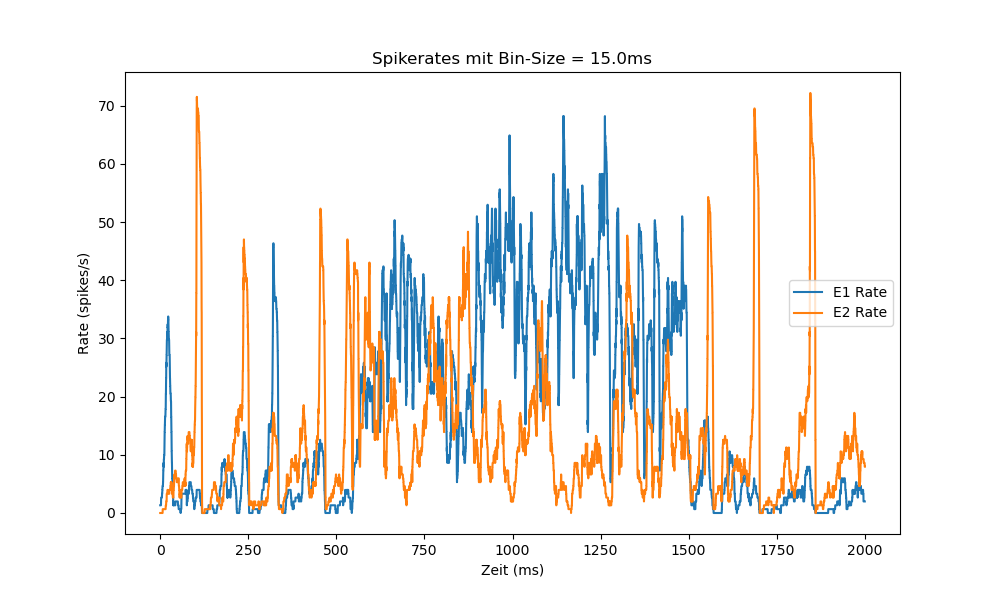 Spikerates mit Bin-Size = 15.0ms
70
60
50
40
30
20
10
0
Rate (spikes/s)
E1 Rate
E2 Rate
0 250 500 750 1000 1250 1500 1750 2000
Zeit (ms)